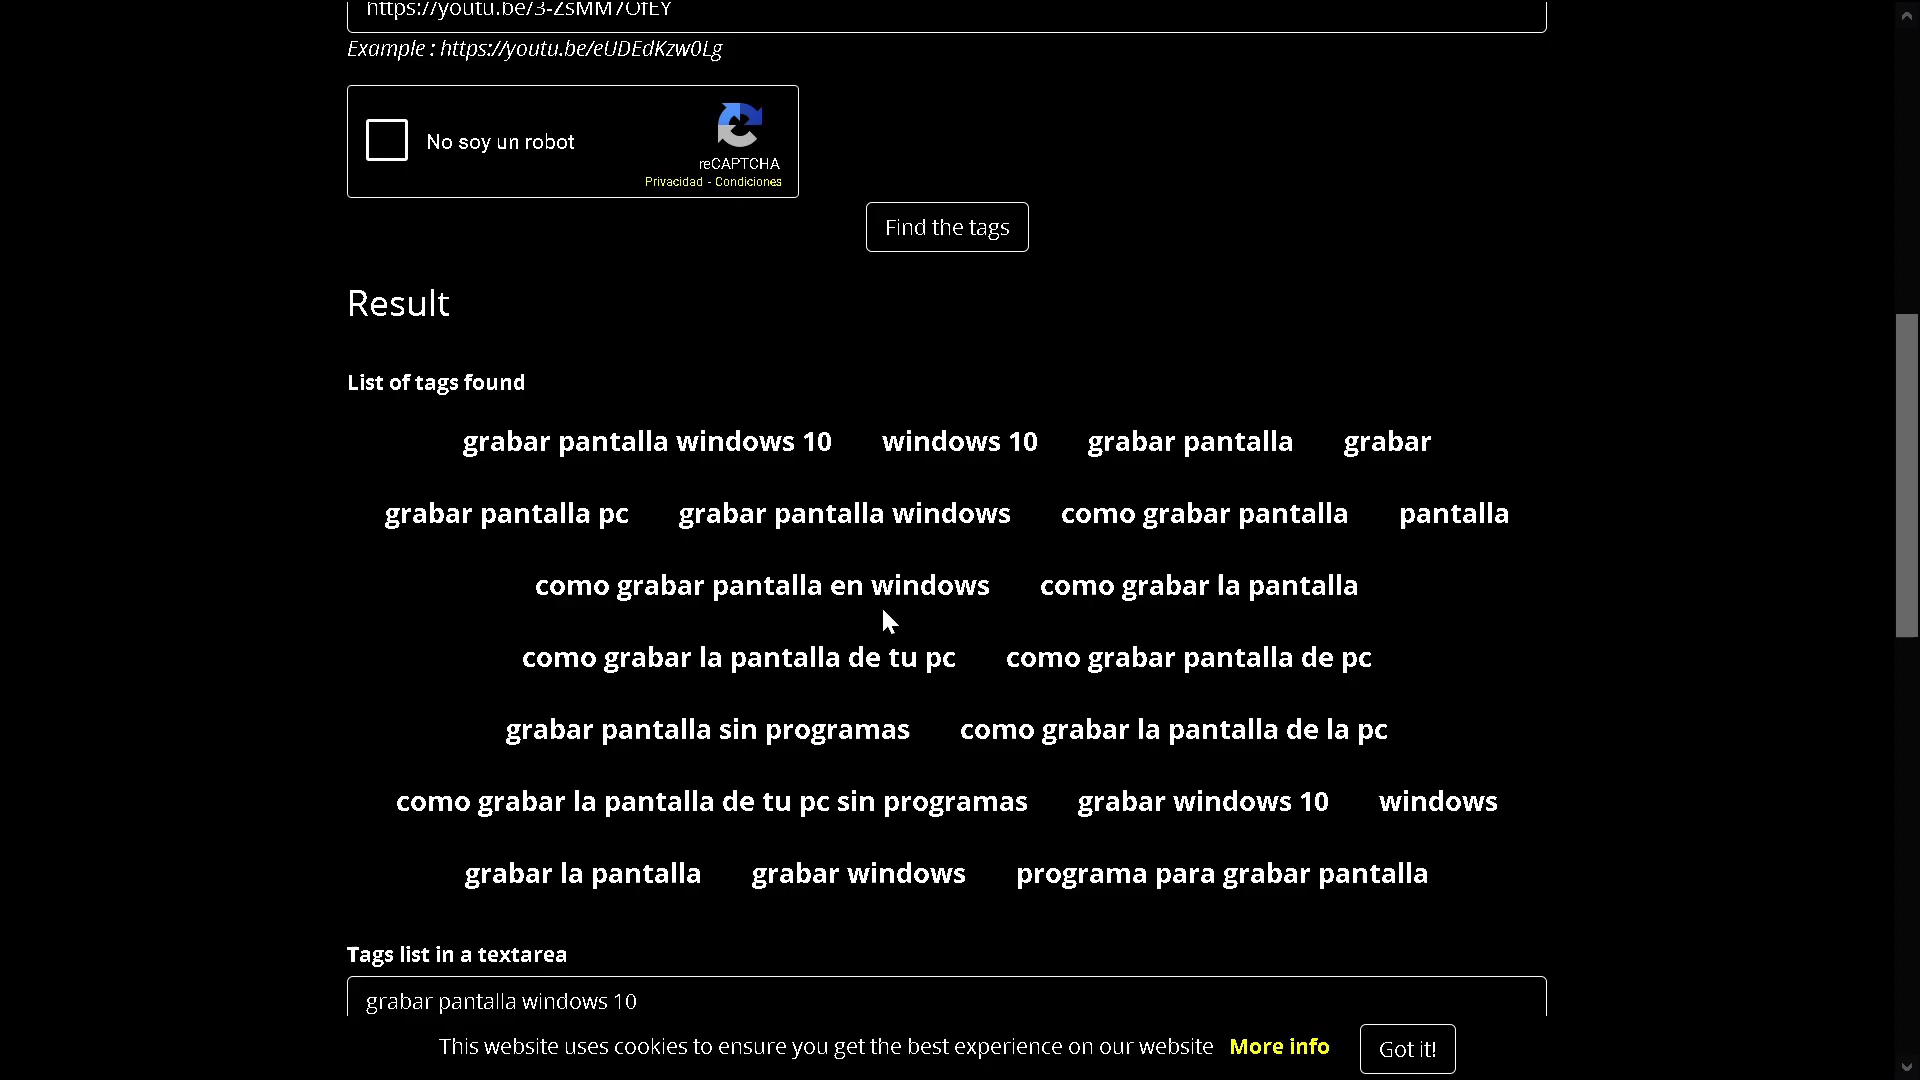 https://youtu.be/3-ZsMM7OfEY
Example : https://youtu.be/eUDEdKzw0Lg
No soy un robot
reCAPTCHA
Privacidad - Condiciones
Find the tags
Result
List of tags found
grabar pantalla windows 10 windows 10 grabar pantalla grabar
grabar pantalla pc grabar pantalla windows como grabar pantalla pantalla
como grabar pantalla en windows como grabar la pantalla
como grabar la pantalla de tu pc como grabar pantalla de pc
grabar pantalla sin programas como grabar la pantalla de la pc
como grabar la pantalla de tu pc sin programas grabar windows 10 windows
grabar la pantalla grabar windows programa para grabar pantalla
Tags list in a textarea
grabar pantalla windows 10
This website uses cookies to ensure you get the best experience on our website More info Got it!